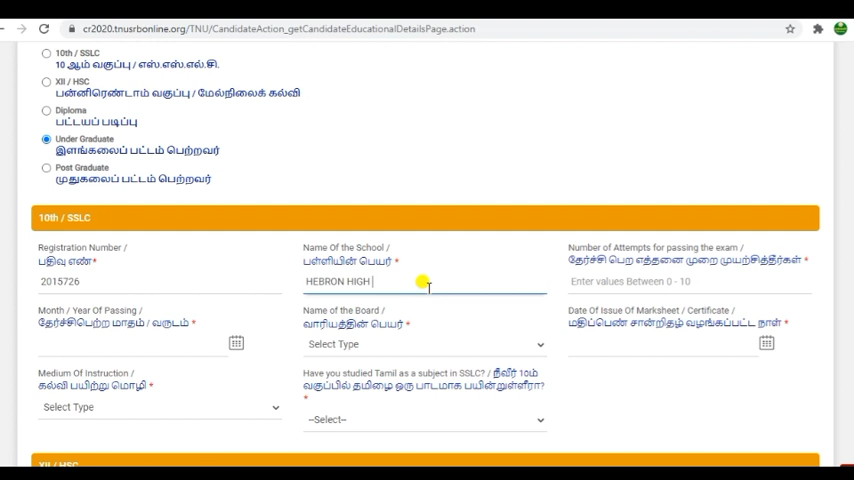 cr2020.tnusrbonline.org/TNU/CandidateAction_getCandidateEducationalDetailsPage.action
10th / SSLC
10 ஆம் வகுப்பு / எஸ்.எஸ்.எல்.சி.
XII / HSC
பன்னிரெண்டாம் வகுப்பு / மேல்நிலைக் கல்வி
Diploma
பட்டயப் படிப்பு
Under Graduate
இளங்கலைப் பட்டம் பெற்றவர்
Post Graduate
முதுகலைப் பட்டம் பெற்றவர்
10th / SSLC
Registration Number /
பதிவு எண்*
2015726
Name Of the School /
பள்ளியின் பெயர் *
HEBRON HIGH
Number of Attempts for passing the exam /
தேர்ச்சி பெற எத்தனை முறை முயற்சித்தீர்கள் *
Enter values Between 0 - 10
Month / Year Of Passing /
தேர்ச்சிபெற்ற மாதம் / வருடம் *
Name of the Board /
வாரியத்தின் பெயர் *
Select Type
Date Of Issue Of Marksheet / Certificate /
மதிப்பெண் சான்றிதழ் வழங்கப்பட்ட நாள் *
Medium Of Instruction /
கல்வி பயிற்று மொழி *
Select Type
Have you studied Tamil as a subject in SSLC? / நீவீர் 10ம்
வகுப்பில் தமிழை ஒரு பாடமாக பயின்றுள்ளீரா?
*
--Select--
XII / HSC